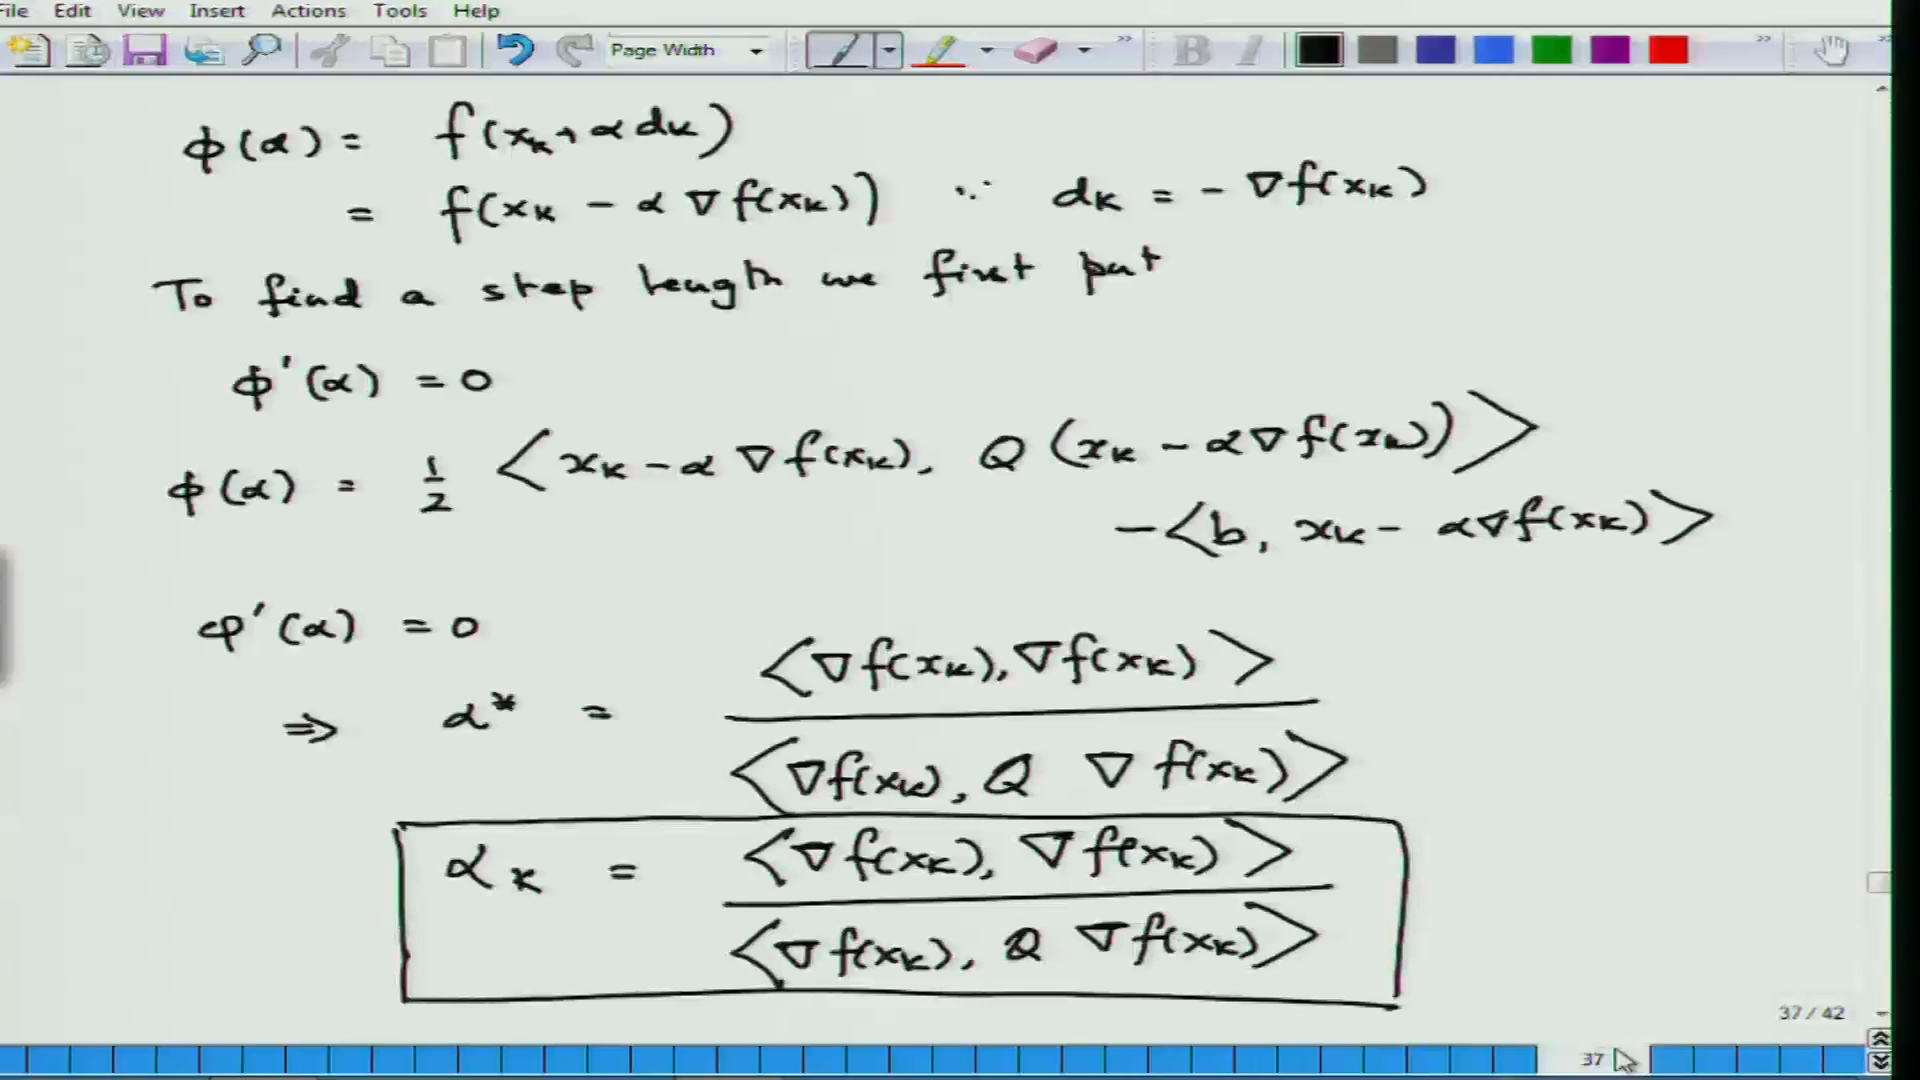 File Edit View Insert Actions Tools Help
Page Width
B I
ϕ(α) = f(xₖ + α dₖ)
= f(xₖ − α ∇f(xₖ)) ∵ dₖ = − ∇f(xₖ)
To find a step length we first put
ϕ'(α) = 0
ϕ(α) = 1/2 <xₖ − α ∇f(xₖ), Q (xₖ − α∇f(xₖ))>
− <b, xₖ − α∇f(xₖ)>
φ'(α) = 0
⇒ α* = <∇f(xₖ), ∇f(xₖ)> / <∇f(xₖ), Q ∇f(xₖ)>
αₖ = <∇f(xₖ), ∇f(xₖ)> / <∇f(xₖ), Q ∇f(xₖ)>
37 / 42
37